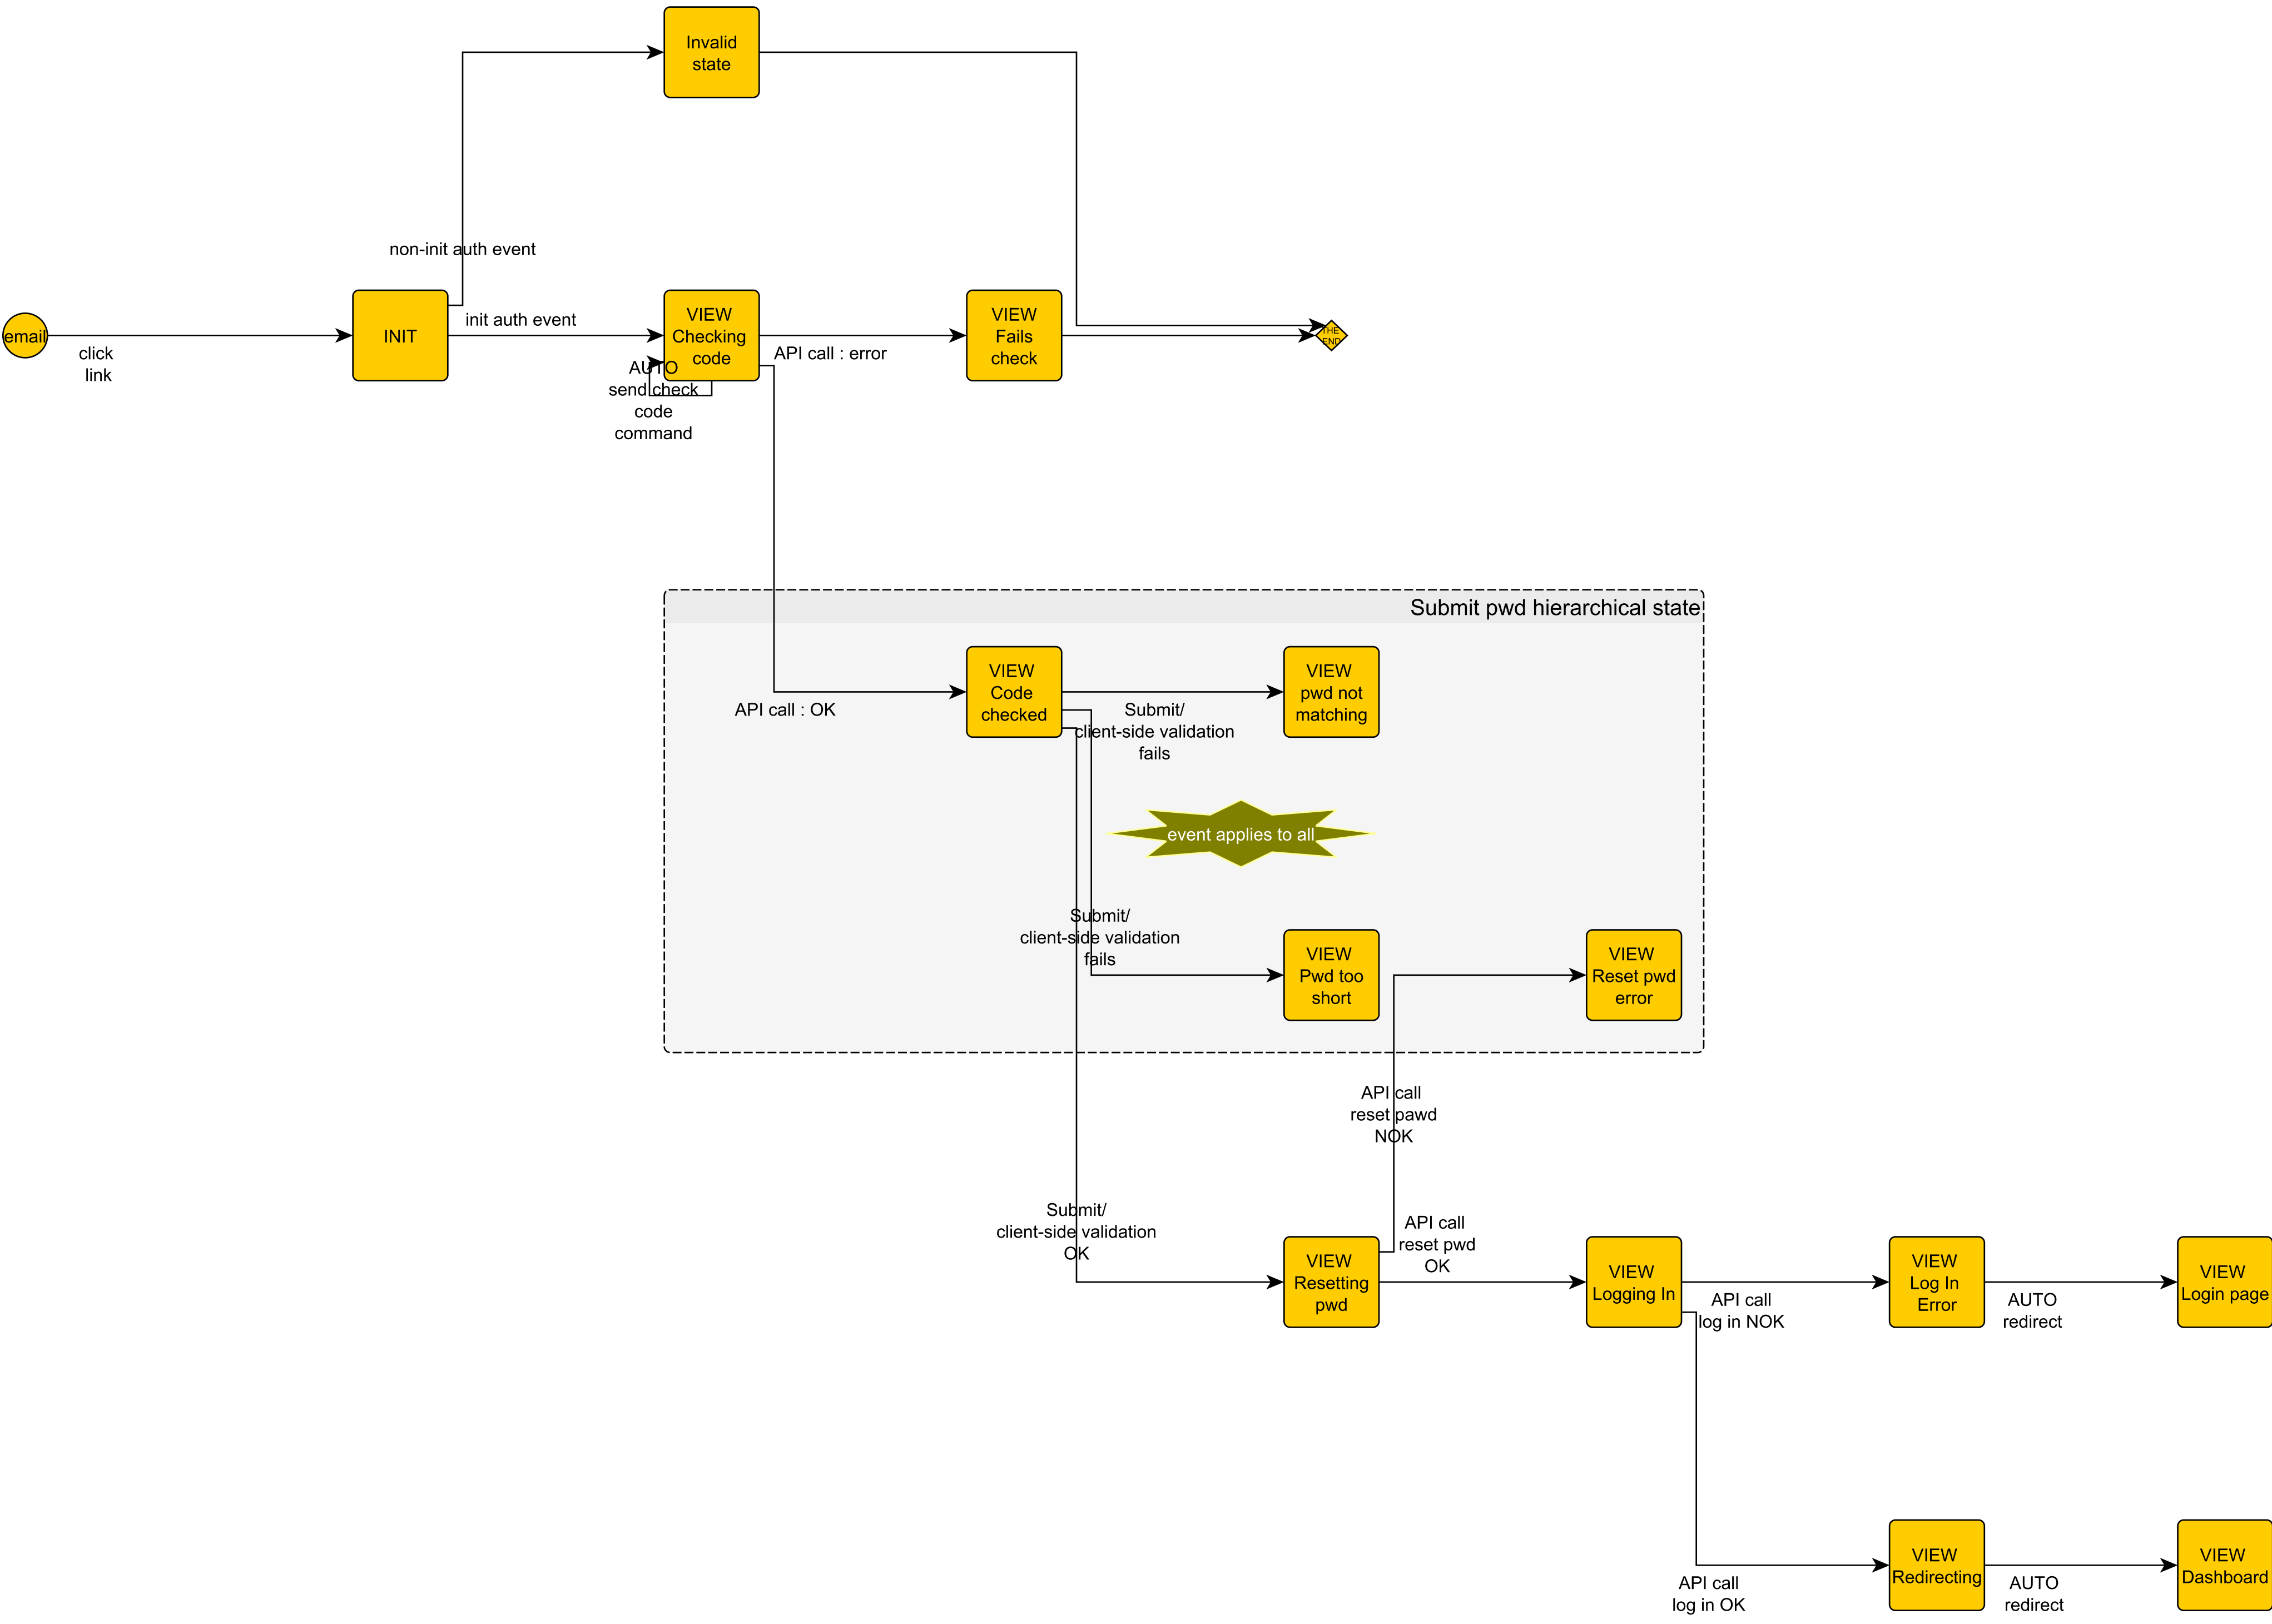 Invalid
state
non-init auth event
email
click
link
INIT
init auth event
VIEW
Checking
code
AUTO
send check
code
command
API call : error
VIEW
Fails
check
THE
END
Submit pwd hierarchical state
API call : OK
VIEW
Code
checked
Submit/
client-side validation
fails
VIEW
pwd not
matching
event applies to all
Submit/
client-side validation
fails
VIEW
Pwd too
short
VIEW
Reset pwd
error
API call
reset pawd
NOK
Submit/
client-side validation
OK
VIEW
Resetting
pwd
API call
reset pwd
OK
VIEW
Logging In
API call
log in NOK
VIEW
Log In
Error
AUTO
redirect
VIEW
Login page
API call
log in OK
VIEW
Redirecting
AUTO
redirect
VIEW
Dashboard